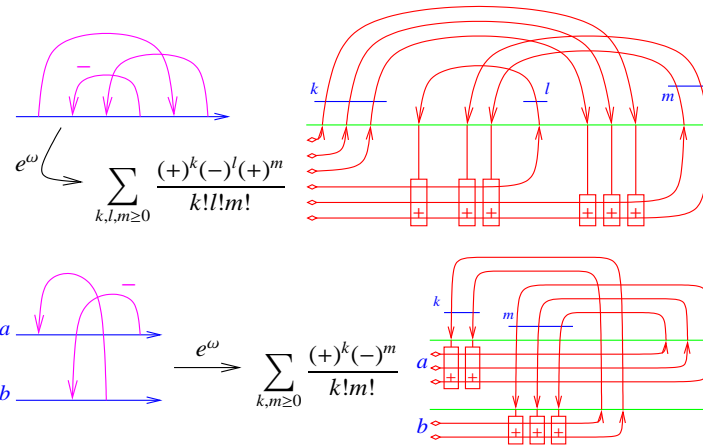 −
k
l
m
e^ω
∑_{k,l,m≥0} (+)^k(−)^l(+)^m / k!l!m!
+ + + + + +
−
k
m
a
e^ω
∑_{k,m≥0} (+)^k(−)^m / k!m!
a
+ +
b
b
+ + +